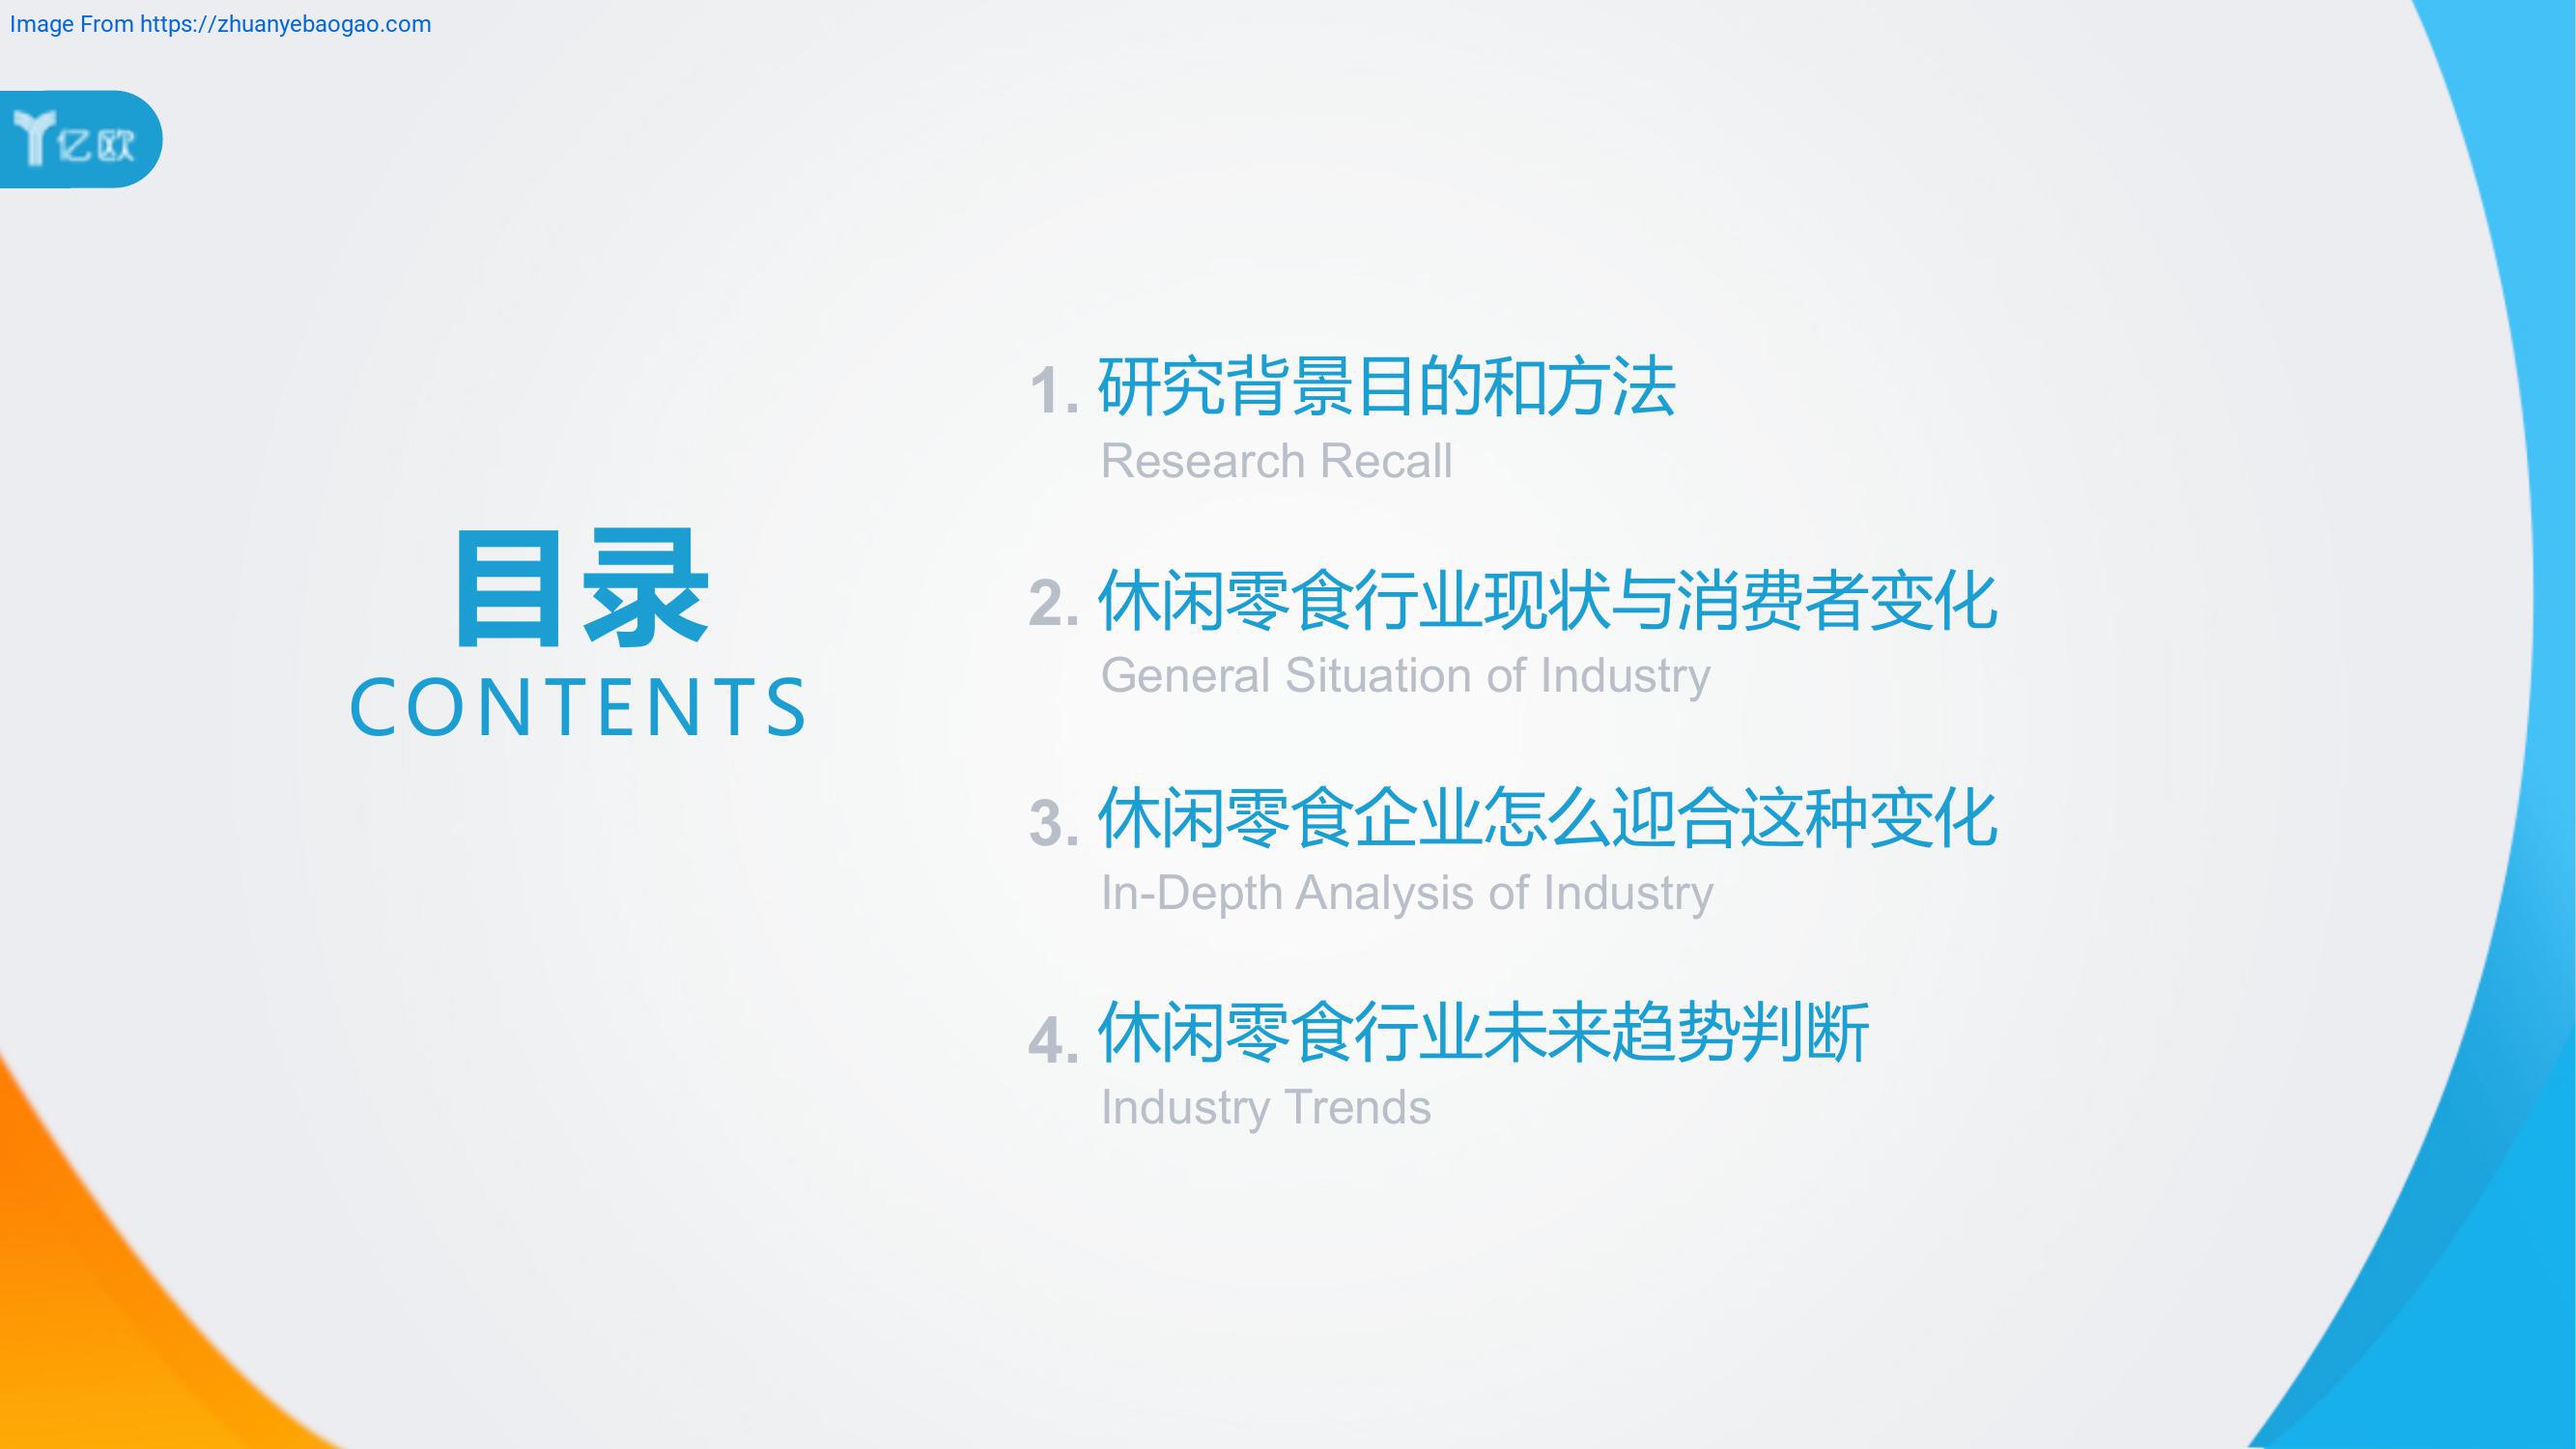 Image From https://zhuanyebaogao.com
亿欧
目录
CONTENTS
1. 研究背景目的和方法
Research Recall
2. 休闲零食行业现状与消费者变化
General Situation of Industry
3. 休闲零食企业怎么迎合这种变化
In-Depth Analysis of Industry
4. 休闲零食行业未来趋势判断
Industry Trends